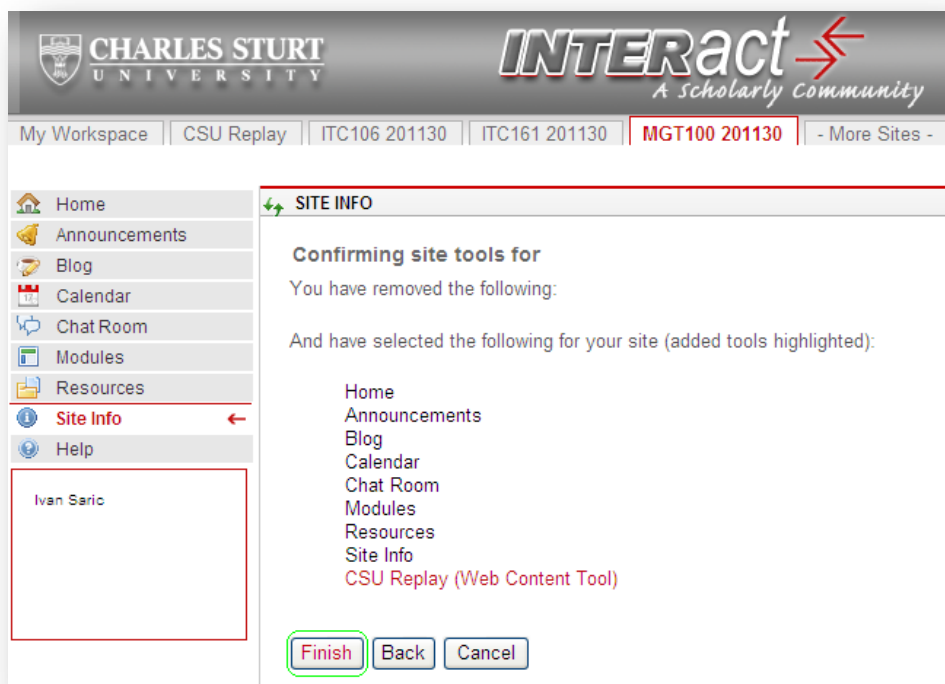 CHARLES STURT
UNIVERSITY
INTERACT
A Scholarly Community
My Workspace
CSU Replay
ITC106 201130
ITC161 201130
MGT100 201130
- More Sites -
Home
Announcements
Blog
Calendar
Chat Room
Modules
Resources
Site Info
Help
Ivan Saric
SITE INFO
Confirming site tools for
You have removed the following:
And have selected the following for your site (added tools highlighted):
Home
Announcements
Blog
Calendar
Chat Room
Modules
Resources
Site Info
CSU Replay (Web Content Tool)
Finish
Back
Cancel